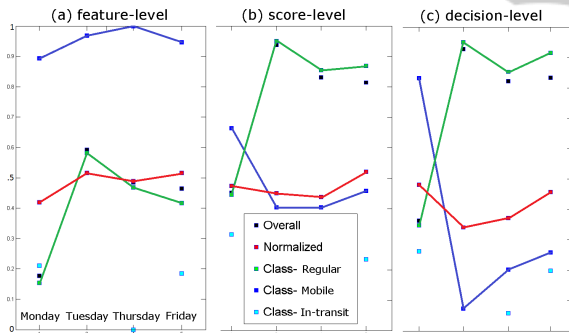 (a) feature-level
(b) score-level
(c) decision-level
1
0.9
0.8
0.7
0.6
.5
0.4
0.3
0.2
0.1
0
Monday Tuesday Thursday Friday
Overall
Normalized
Class- Regular
Class- Mobile
Class- In-transit